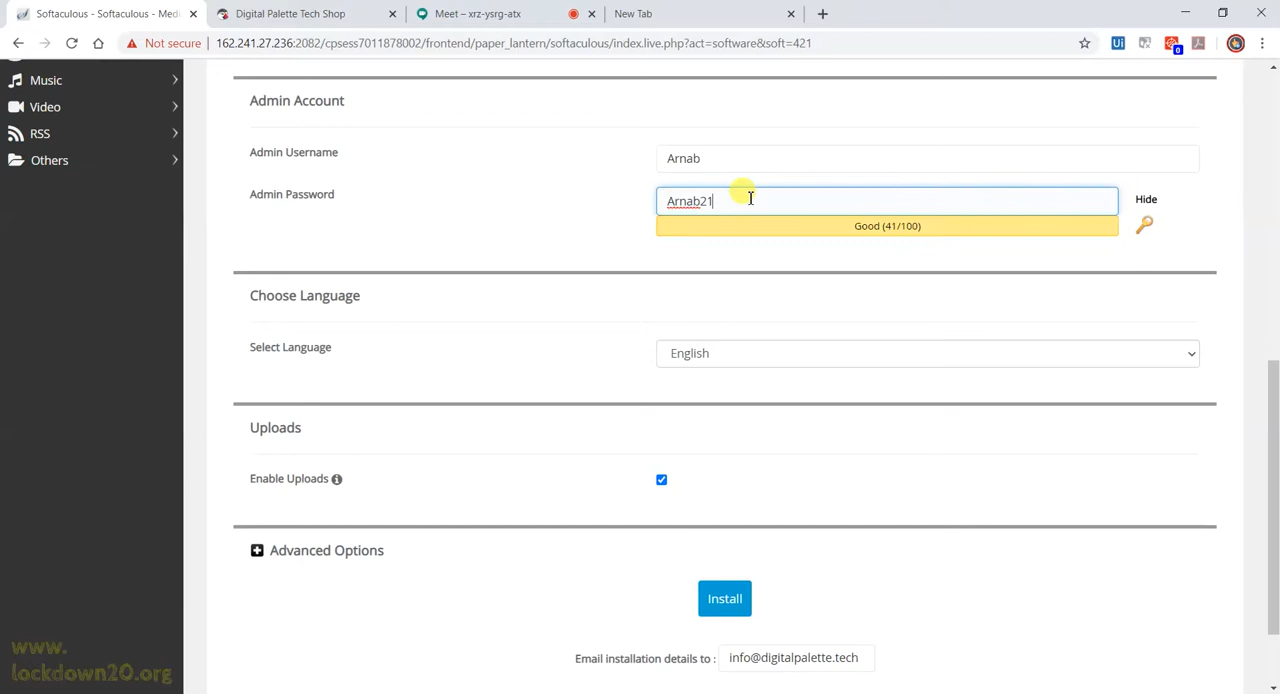 Softaculous - Softaculous - Medi
Digital Palette Tech Shop
Meet – xrz-ysrg-atx
New Tab
Not secure
162.241.27.236:2082/cpsess7011878002/frontend/paper_lantern/softaculous/index.live.php?act=software&soft=421
Music
Video
RSS
Others
Admin Account
Admin Username
Arnab
Admin Password
Arnab21
Hide
Good (41/100)
Choose Language
Select Language
English
Uploads
Enable Uploads
Advanced Options
Install
Email installation details to :
info@digitalpalette.tech
www.
lockdown20.org